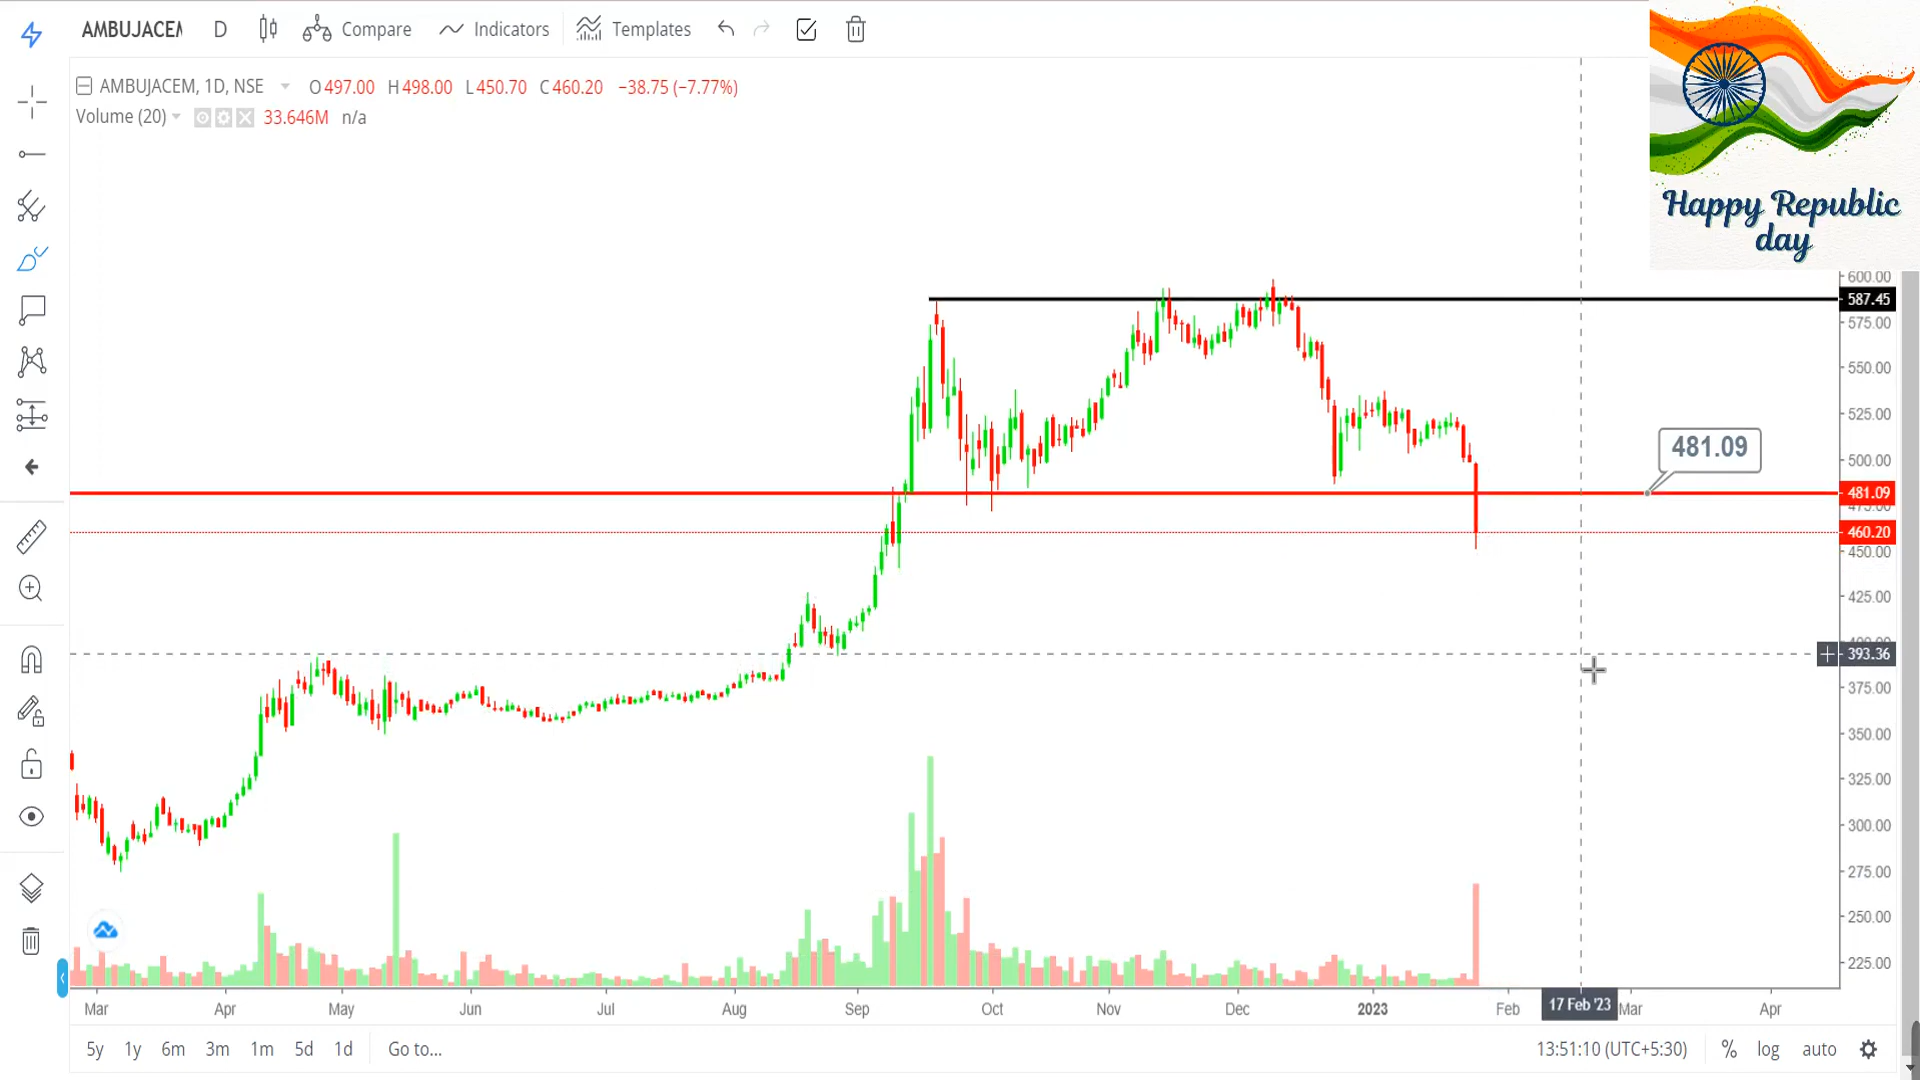 AMBUJACEM
D
Compare
Indicators
Templates
AMBUJACEM, 1D, NSE
O497.00 H498.00 L450.70 C460.20 −38.75 (−7.77%)
Volume (20)
33.646M n/a
Happy Republic
day
600.00
587.45
575.00
550.00
525.00
500.00
481.09
481.09
475.00
460.20
450.00
425.00
400.00
393.36
375.00
350.00
325.00
300.00
275.00
250.00
225.00
Mar Apr May Jun Jul Aug Sep Oct Nov Dec 2023 Feb 17 Feb '23 Mar Apr
5y 1y 6m 3m 1m 5d 1d Go to...
13:51:10 (UTC+5:30) % log auto